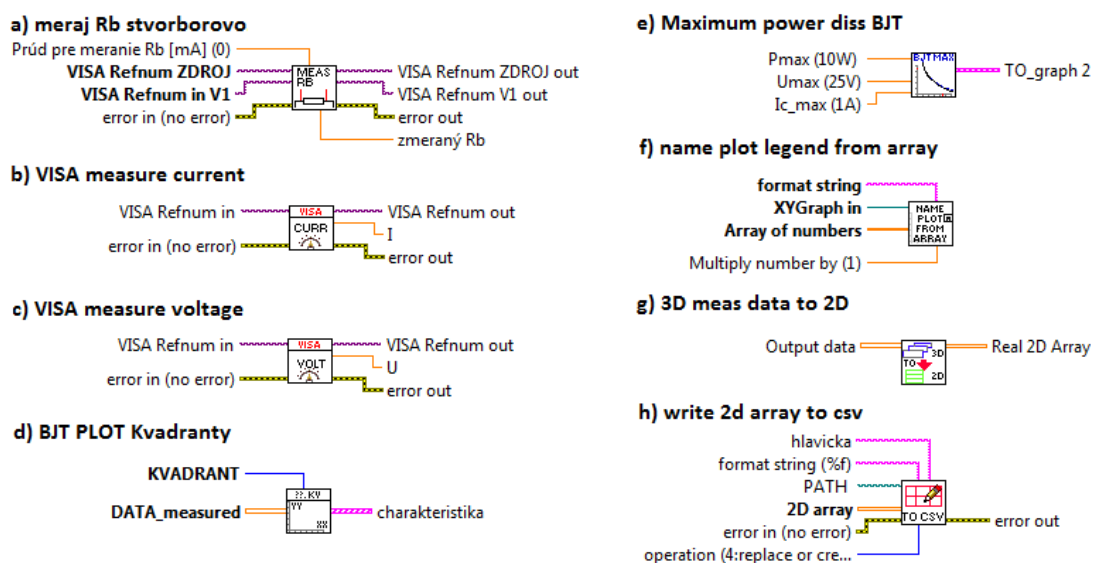 a) meraj Rb stvorborovo
Prúd pre meranie Rb [mA] (0)
VISA Refnum ZDROJ
VISA Refnum in V1
error in (no error)
MEAS
RB
VISA Refnum ZDROJ out
VISA Refnum V1 out
error out
zmeraný Rb
b) VISA measure current
VISA Refnum in
error in (no error)
VISA
CURR
VISA Refnum out
I
error out
c) VISA measure voltage
VISA Refnum in
error in (no error)
VISA
VOLT
VISA Refnum out
U
error out
d) BJT PLOT Kvadranty
KVADRANT
DATA_measured
??.KV
YY
XX
charakteristika
e) Maximum power diss BJT
Pmax (10W)
Umax (25V)
Ic_max (1A)
BJT MAX
TO_graph 2
f) name plot legend from array
format string
XYGraph in
Array of numbers
Multiply number by (1)
NAME
PLOT
FROM
ARRAY
g) 3D meas data to 2D
Output data
3D
TO
2D
Real 2D Array
h) write 2d array to csv
hlavicka
format string (%f)
PATH
2D array
error in (no error)
operation (4:replace or cre...
TO CSV
error out